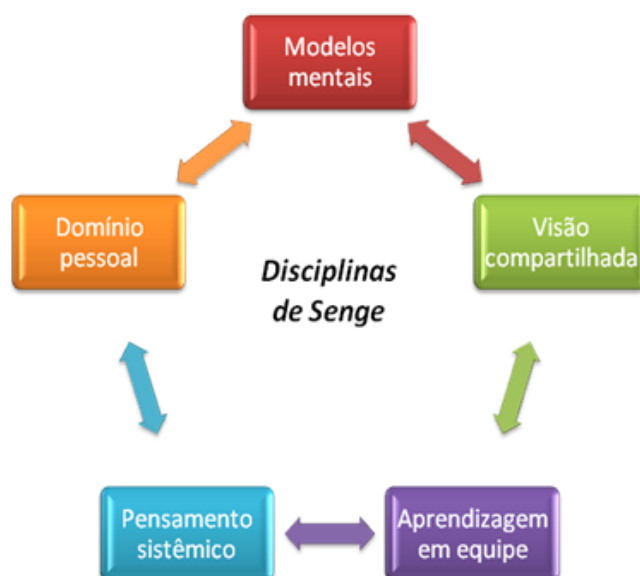 Modelos
mentais
Domínio
pessoal
Visão
compartilhada
Disciplinas
de Senge
Pensamento
sistêmico
Aprendizagem
em equipe